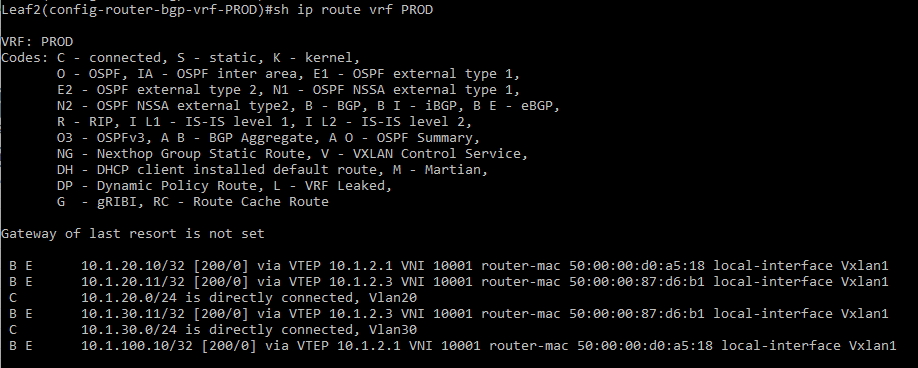 Leaf2(config-router-bgp-vrf-PROD)#sh ip route vrf PROD
VRF: PROD
Codes: C - connected, S - static, K - kernel,
O - OSPF, IA - OSPF inter area, E1 - OSPF external type 1,
E2 - OSPF external type 2, N1 - OSPF NSSA external type 1,
N2 - OSPF NSSA external type2, B - BGP, B I - iBGP, B E - eBGP,
R - RIP, I L1 - IS-IS level 1, I L2 - IS-IS level 2,
O3 - OSPFv3, A B - BGP Aggregate, A O - OSPF Summary,
NG - Nexthop Group Static Route, V - VXLAN Control Service,
DH - DHCP client installed default route, M - Martian,
DP - Dynamic Policy Route, L - VRF Leaked,
G  - gRIBI, RC - Route Cache Route
Gateway of last resort is not set
B E      10.1.20.10/32 [200/0] via VTEP 10.1.2.1 VNI 10001 router-mac 50:00:00:d0:a5:18 local-interface Vxlan1
B E      10.1.20.11/32 [200/0] via VTEP 10.1.2.3 VNI 10001 router-mac 50:00:00:87:d6:b1 local-interface Vxlan1
C        10.1.20.0/24 is directly connected, Vlan20
B E      10.1.30.11/32 [200/0] via VTEP 10.1.2.3 VNI 10001 router-mac 50:00:00:87:d6:b1 local-interface Vxlan1
C        10.1.30.0/24 is directly connected, Vlan30
B E      10.1.100.10/32 [200/0] via VTEP 10.1.2.1 VNI 10001 router-mac 50:00:00:d0:a5:18 local-interface Vxlan1